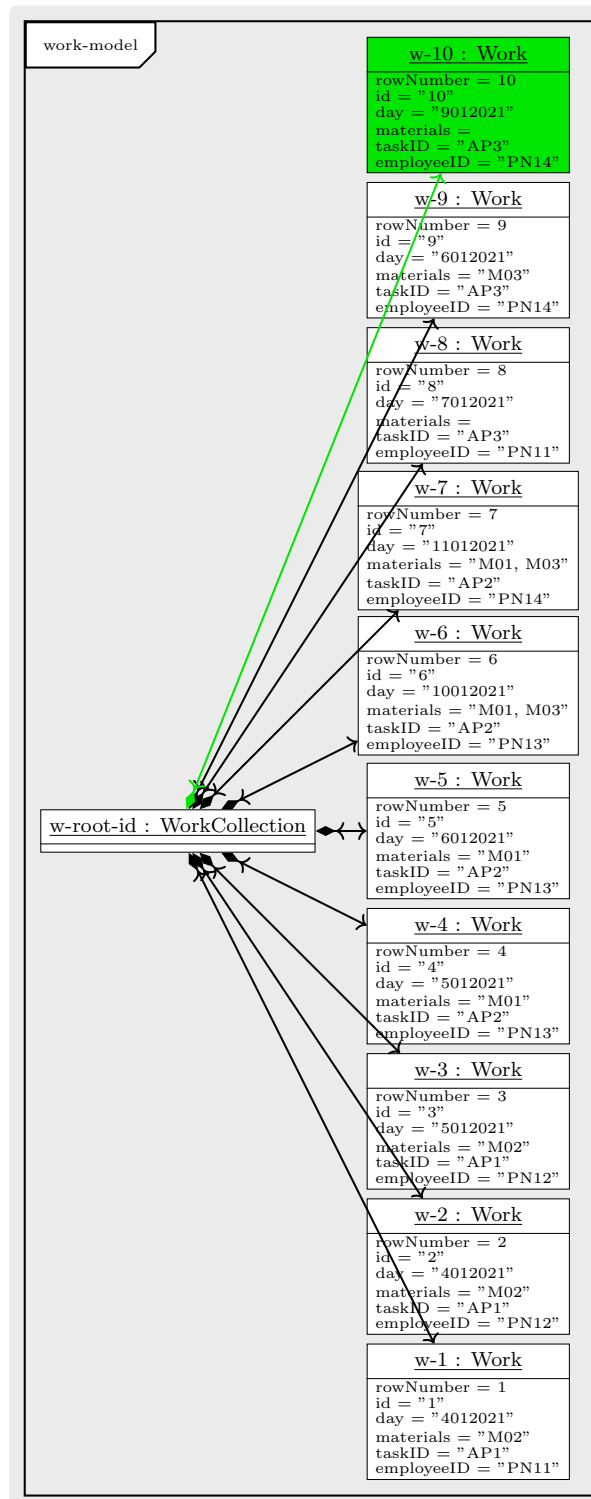 work-model
w-10 : Work
rowNumber = 10
id = "10"
day = "9012021"
materials =
taskID = "AP3"
employeeID = "PN14"
w-9 : Work
rowNumber = 9
id = "9"
day = "6012021"
materials = "M03"
taskID = "AP3"
employeeID = "PN14"
w-8 : Work
rowNumber = 8
id = "8"
day = "7012021"
materials =
taskID = "AP3"
employeeID = "PN11"
w-7 : Work
rowNumber = 7
id = "7"
day = "11012021"
materials = "M01, M03"
taskID = "AP2"
employeeID = "PN14"
w-6 : Work
rowNumber = 6
id = "6"
day = "10012021"
materials = "M01, M03"
taskID = "AP2"
employeeID = "PN13"
w-root-id : WorkCollection
w-5 : Work
rowNumber = 5
id = "5"
day = "6012021"
materials = "M01"
taskID = "AP2"
employeeID = "PN13"
w-4 : Work
rowNumber = 4
id = "4"
day = "5012021"
materials = "M01"
taskID = "AP2"
employeeID = "PN13"
w-3 : Work
rowNumber = 3
id = "3"
day = "5012021"
materials = "M02"
taskID = "AP1"
employeeID = "PN12"
w-2 : Work
rowNumber = 2
id = "2"
day = "4012021"
materials = "M02"
taskID = "AP1"
employeeID = "PN12"
w-1 : Work
rowNumber = 1
id = "1"
day = "4012021"
materials = "M02"
taskID = "AP1"
employeeID = "PN11"